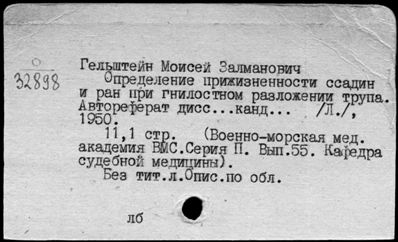 О
32898
Гельштейн Моисей Залманович
Определение прижизненности ссадин
и ран при гнилостном разложении трупа.
Автореферат дисс...канд... /Л./,
1950.
11,1 стр. (Военно-морская мед.
академия ВМС.Серия П. Вып.55. Кафедра
судебной медицины).
Без тит.л.Опис.по обл.
лб